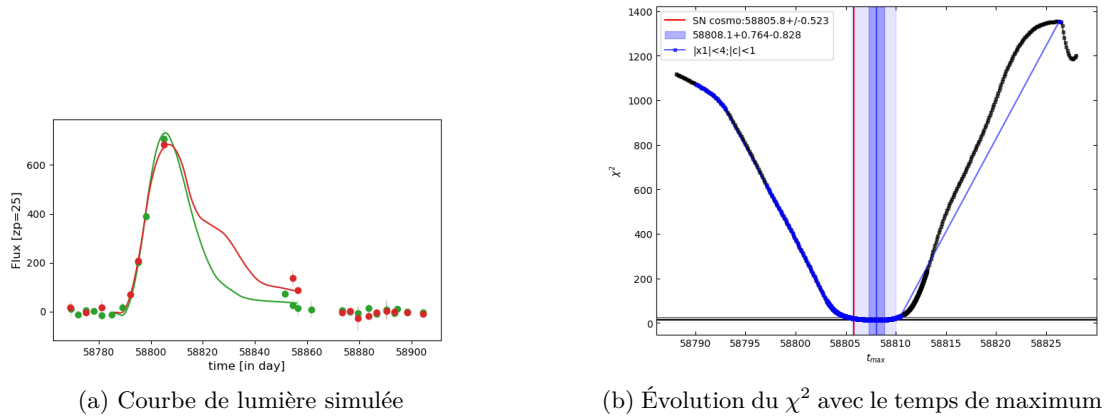 Flux [zp=25]
600
400
200
0
58780 58800 58820 58840 58860 58880 58900
time [in day]
(a) Courbe de lumière simulée
SN cosmo:58805.8+/-0.523
58808.1+0.764-0.828
|x1|<4;|c|<1
χ²
1400
1200
1000
800
600
400
200
0
58790 58795 58800 58805 58810 58815 58820 58825
t_max
(b) Évolution du χ² avec le temps de maximum